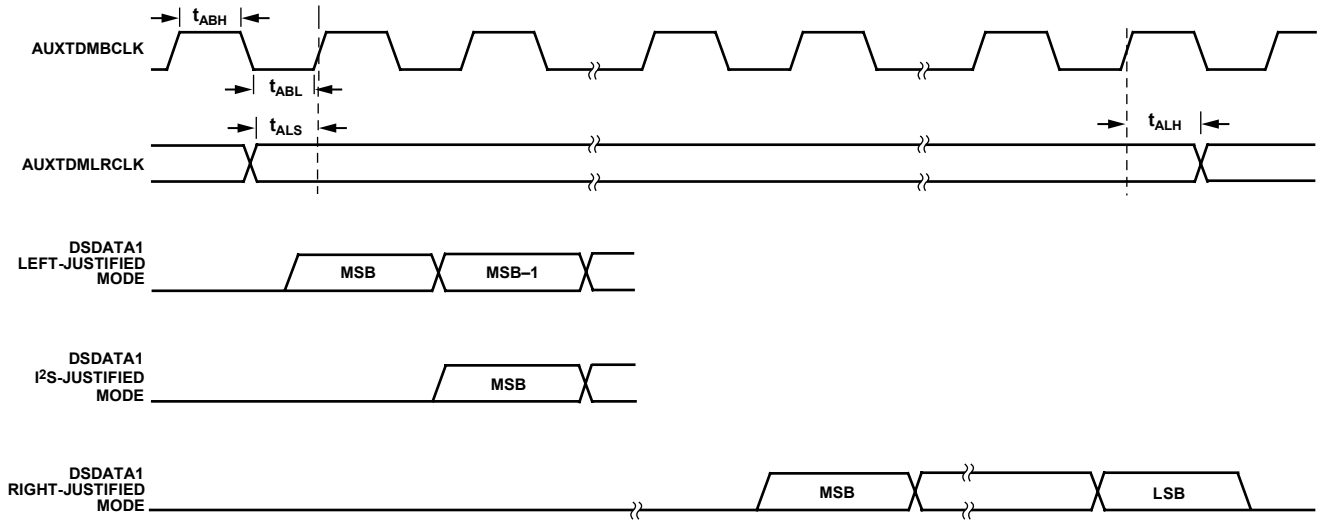 tABH
AUXTDMBCLK
tABL
tALS
tALH
AUXTDMLRCLK
DSDATA1
LEFT-JUSTIFIED
MODE
MSB
MSB–1
DSDATA1
I2S-JUSTIFIED
MODE
MSB
DSDATA1
RIGHT-JUSTIFIED
MODE
MSB
LSB